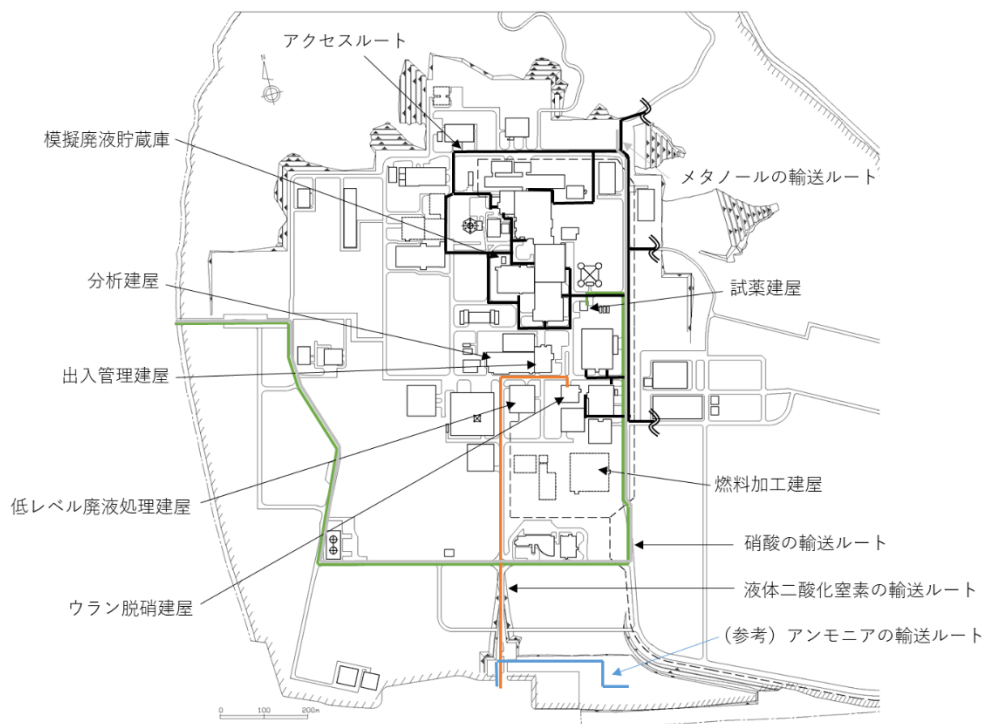 アクセスルート
N
模擬廃液貯蔵庫
メタノールの輸送ルート
分析建屋
試薬建屋
出入管理建屋
低レベル廃液処理建屋
燃料加工建屋
硝酸の輸送ルート
ウラン脱硝建屋
液体二酸化窒素の輸送ルート
(参考) アンモニアの輸送ルート
0 100 200m